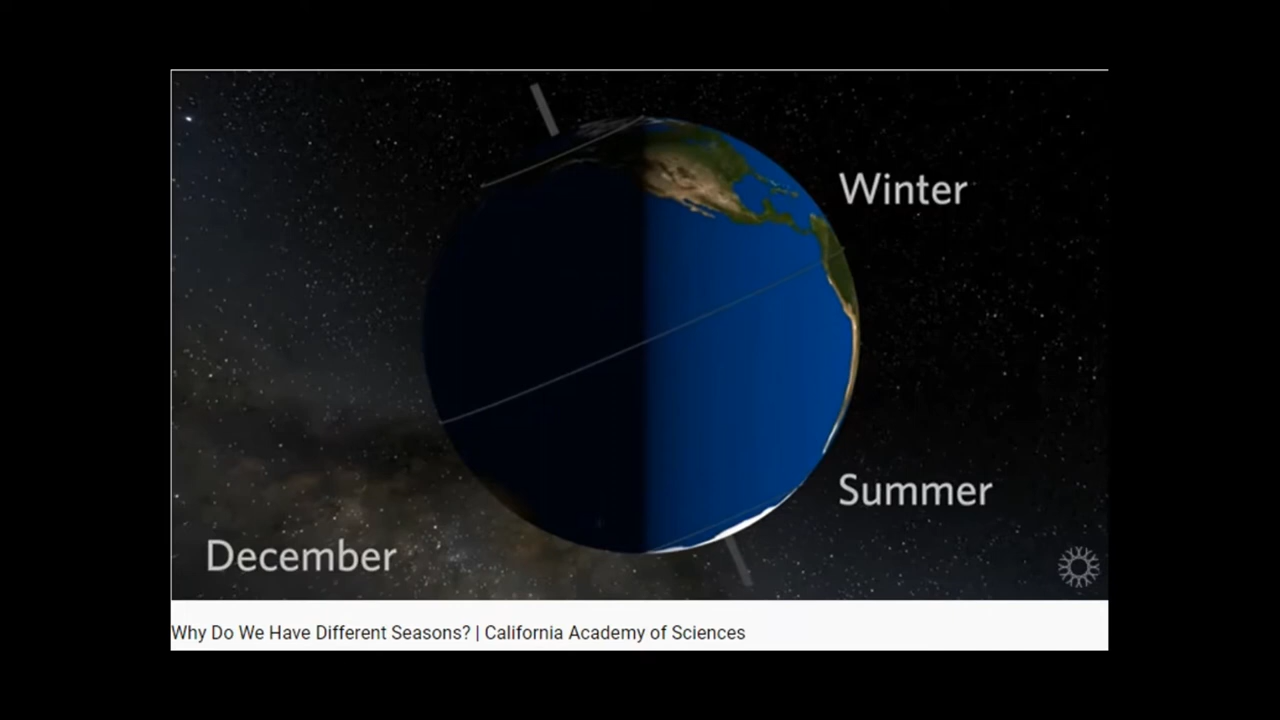 Winter
Summer
December
Why Do We Have Different Seasons? | California Academy of Sciences